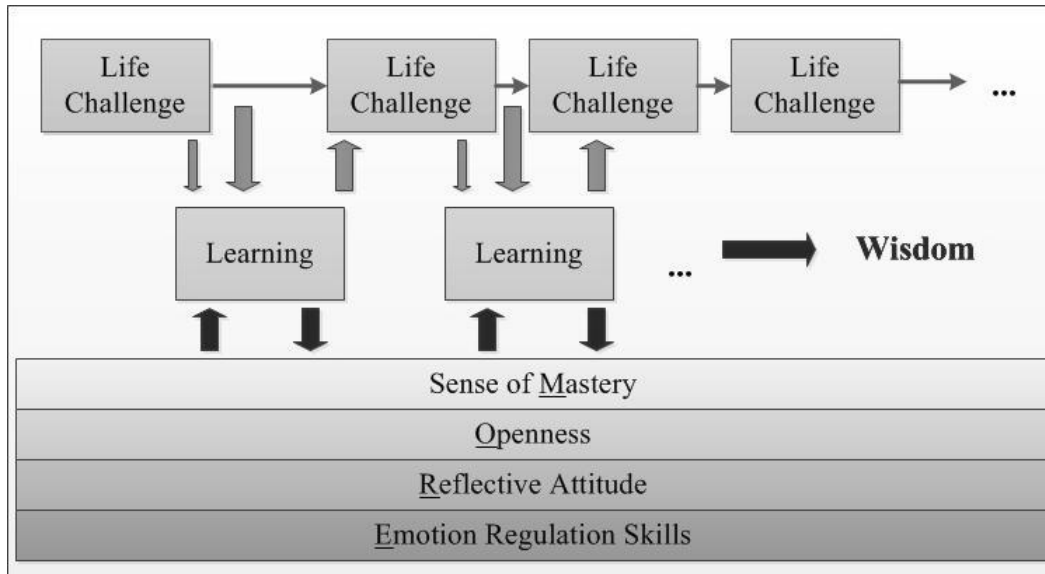 Life
Challenge
Life
Challenge
Life
Challenge
Life
Challenge
...
Learning
Learning
...
Wisdom
Sense of Mastery
Openness
Reflective Attitude
Emotion Regulation Skills